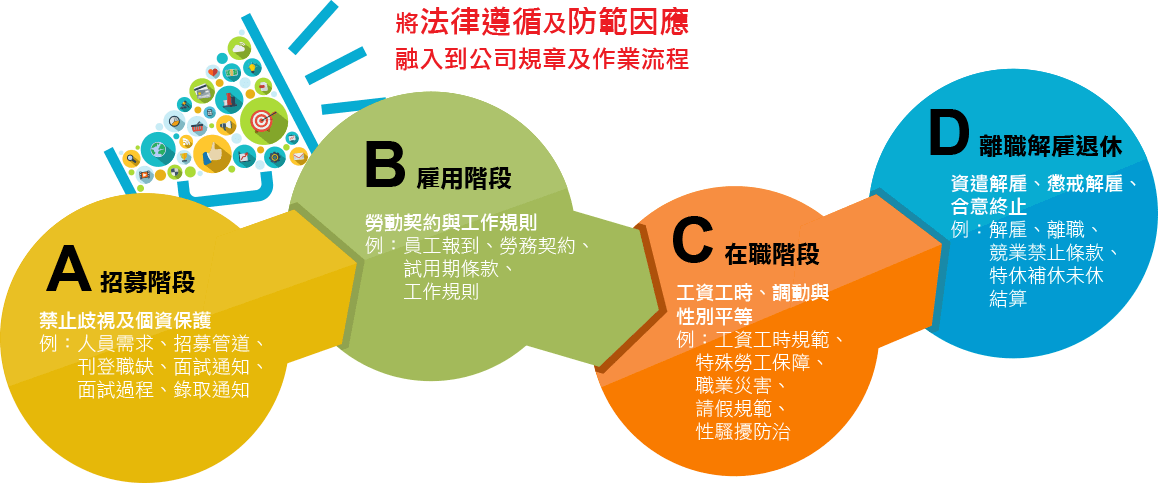 將法律遵循及防範因應
融入到公司規章及作業流程
A 招募階段
禁止歧視及個資保護
例：人員需求、招募管道、
刊登職缺、面試通知、
面試過程、錄取通知
B 雇用階段
勞動契約與工作規則
例：員工報到、勞務契約、
試用期條款、
工作規則
C 在職階段
工資工時、調動與
性別平等
例：工資工時規範、
特殊勞工保障、
職業災害、
請假規範、
性騷擾防治
D 離職解雇退休
資遣解雇、懲戒解雇、
合意終止
例：解雇、離職、
競業禁止條款、
特休補休未休
結算